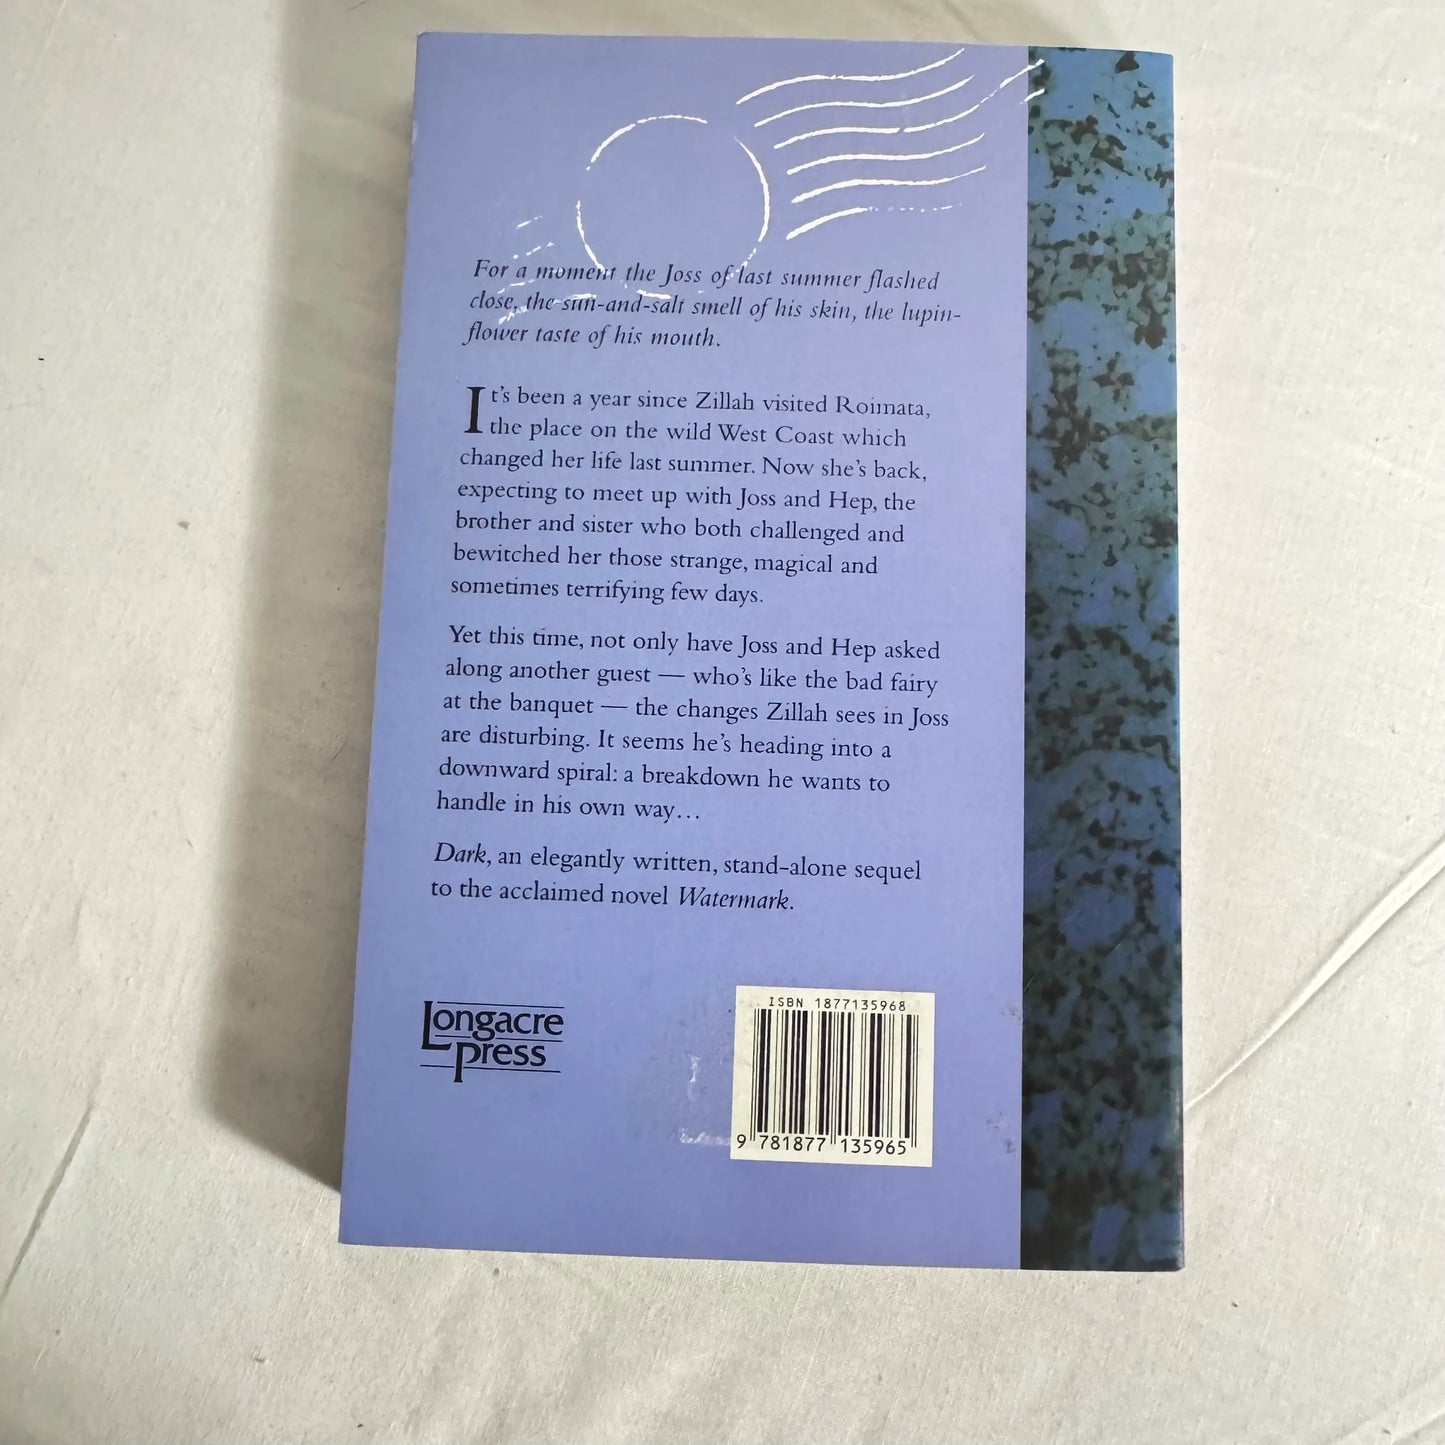 For a moment the Joss of last summer flashed
close, the sun-and-salt smell of his skin, the lupin-
flower taste of his mouth.
It's been a year since Zillah visited Roimata,
the place on the wild West Coast which
changed her life last summer. Now she's back,
expecting to meet up with Joss and Hep, the
brother and sister who both challenged and
bewitched her those strange, magical and
sometimes terrifying few days.
Yet this time, not only have Joss and Hep asked
along another guest — who's like the bad fairy
at the banquet — the changes Zillah sees in Joss
are disturbing. It seems he's heading into a
downward spiral: a breakdown he wants to
handle in his own way…
Dark, an elegantly written, stand-alone sequel
to the acclaimed novel Watermark.
Longacre
Press
ISBN 1877135968
9 781877 135965